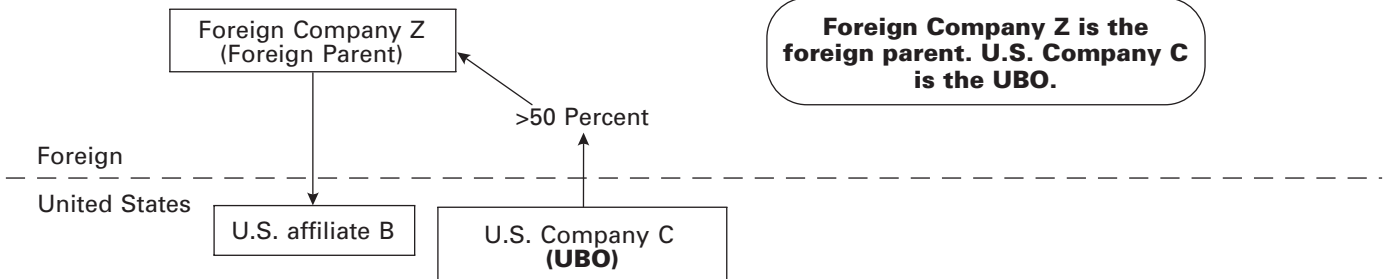 Foreign Company Z
(Foreign Parent)
Foreign Company Z is the
foreign parent. U.S. Company C
is the UBO.
>50 Percent
Foreign
United States
U.S. affiliate B
U.S. Company C
(UBO)